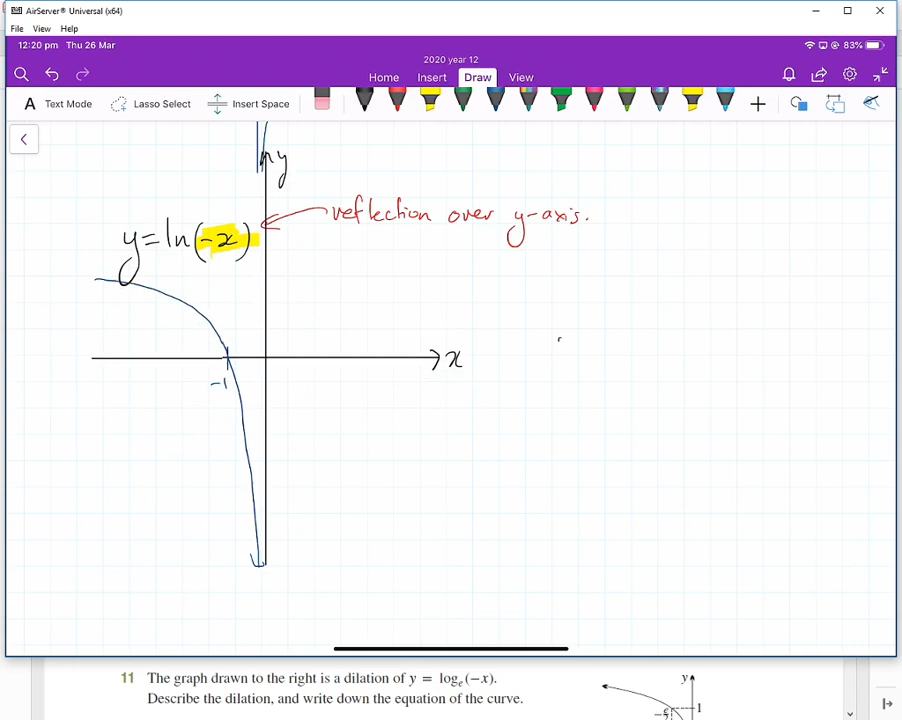 AirServer® Universal (x64)
File View Help
12:20 pm Thu 26 Mar
83%
2020 year 12
Home Insert Draw View
A Text Mode Lasso Select Insert Space
y
reflection over y-axis.
y=ln(-x)
x
-1
11 The graph drawn to the right is a dilation of y = logₑ(−x).
Describe the dilation, and write down the equation of the curve.
y
1